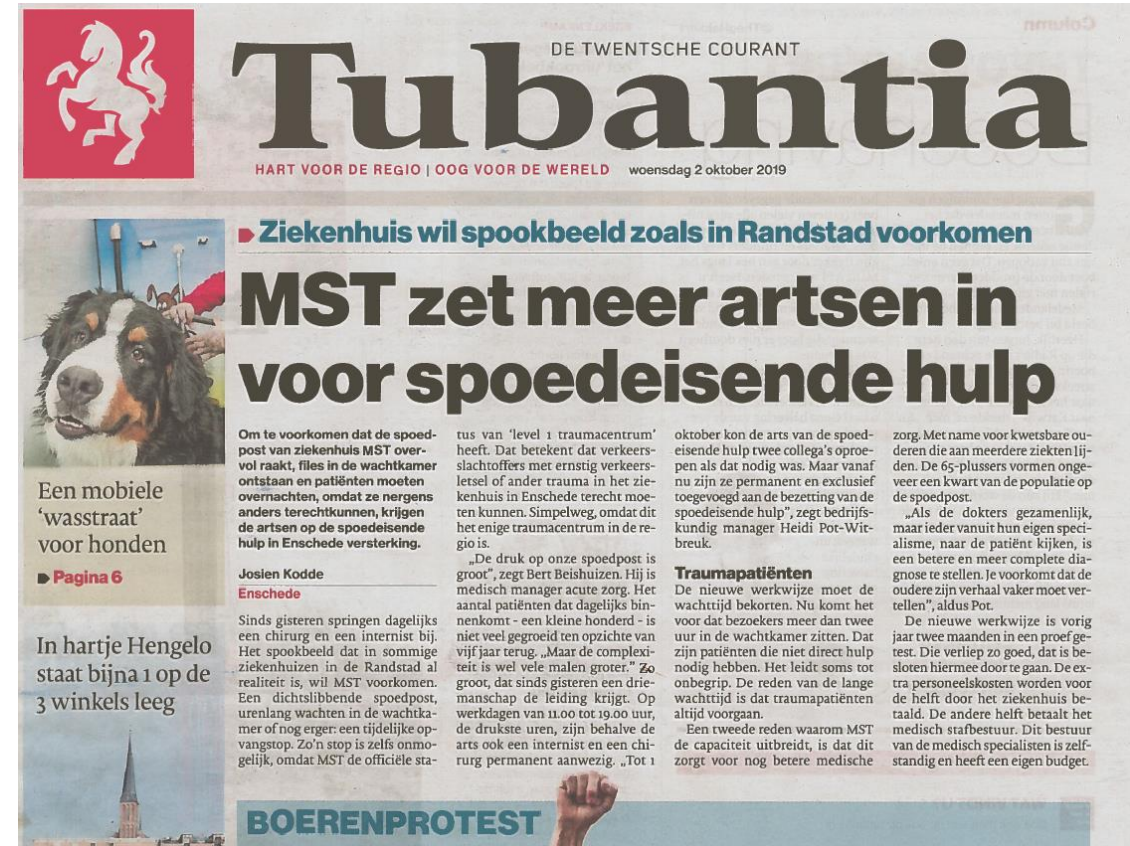 DE TWENTSCHE COURANT
Tubantia
HART VOOR DE REGIO | OOG VOOR DE WERELD woensdag 2 oktober 2019
Een mobiele
‘wasstraat’
voor honden
Pagina 6
In hartje Hengelo
staat bijna 1 op de
3 winkels leeg
Ziekenhuis wil spookbeeld zoals in Randstad voorkomen
MST zet meer artsen in
voor spoedeisende hulp
Om te voorkomen dat de spoed-
post van ziekenhuis MST over-
vol raakt, files in de wachtkamer
ontstaan en patiënten moeten
overnachten, omdat ze nergens
anders terechtkunnen, krijgen
de artsen op de spoedeisende
hulp in Enschede versterking.
Josien Kodde
Enschede
Sinds gisteren springen dagelijks
een chirurg en een internist bij.
Het spookbeeld dat in sommige
ziekenhuizen in de Randstad al
realiteit is, wil MST voorkomen.
Een dichtslibbende spoedpost,
urenlang wachten in de wachtka-
mer of nog erger: een tijdelijke op-
vangstop. Zo’n stop is zelfs onmo-
gelijk, omdat MST de officiële sta-
tus van ‘level 1 traumacentrum’
heeft. Dat betekent dat verkeers-
slachtoffers met ernstig verkeers-
letsel of ander trauma in het zie-
kenhuis in Enschede terecht moe-
ten kunnen. Simpelweg, omdat dit
het enige traumacentrum in de re-
gio is.
„De druk op onze spoedpost is
groot”, zegt Bert Beishuizen. Hij is
medisch manager acute zorg. Het
aantal patiënten dat dagelijks bin-
nenkomt - een kleine honderd - is
niet veel gegroeid ten opzichte van
vijf jaar terug. „Maar de complexi-
teit is wel vele malen groter.” Zo
groot, dat sinds gisteren een drie-
manschap de leiding krijgt. Op
werkdagen van 11.00 tot 19.00 uur,
de drukste uren, zijn behalve de
arts ook een internist en een chi-
rurg permanent aanwezig. „Tot 1
oktober kon de arts van de spoed-
eisende hulp twee collega’s oproe-
pen als dat nodig was. Maar vanaf
nu zijn ze permanent en exclusief
toegevoegd aan de bezetting van de
spoedeisende hulp”, zegt bedrijfs-
kundig manager Heidi Pot-Wit-
breuk.
Traumapatiënten
De nieuwe werkwijze moet de
wachttijd bekorten. Nu komt het
voor dat bezoekers meer dan twee
uur in de wachtkamer zitten. Dat
zijn patiënten die niet direct hulp
nodig hebben. Het leidt soms tot
onbegrip. De reden van de lange
wachttijd is dat traumapatiënten
altijd voorgaan.
Een tweede reden waarom MST
de capaciteit uitbreidt, is dat dit
zorgt voor nog betere medische
zorg. Met name voor kwetsbare ou-
deren die aan meerdere ziekten lij-
den. De 65-plussers vormen onge-
veer een kwart van de populatie op
de spoedpost.
„Als de dokters gezamenlijk,
maar ieder vanuit hun eigen speci-
alisme, naar de patiënt kijken, is
een betere en meer complete dia-
gnose te stellen. Je voorkomt dat de
oudere zijn verhaal vaker moet ver-
tellen”, aldus Pot.
De nieuwe werkwijze is vorig
jaar twee maanden in een proef ge-
test. Die verliep zo goed, dat is be-
sloten hiermee door te gaan. De ex-
tra personeelskosten worden voor
de helft door het ziekenhuis be-
taald. De andere helft betaalt het
medisch stafbestuur. Dit bestuur
van de medisch specialisten is zelf-
standig en heeft een eigen budget.
BOERENPROTEST